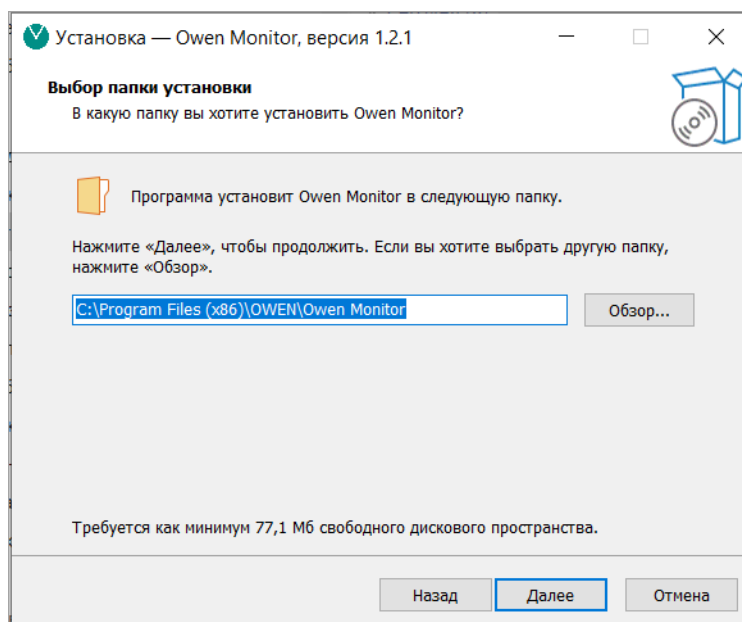 Установка — Owen Monitor, версия 1.2.1
Выбор папки установки
В какую папку вы хотите установить Owen Monitor?
Программа установит Owen Monitor в следующую папку.
Нажмите «Далее», чтобы продолжить. Если вы хотите выбрать другую папку,
нажмите «Обзор».
C:\Program Files (x86)\OWEN\Owen Monitor
Обзор...
Требуется как минимум 77,1 Мб свободного дискового пространства.
Назад
Далее
Отмена